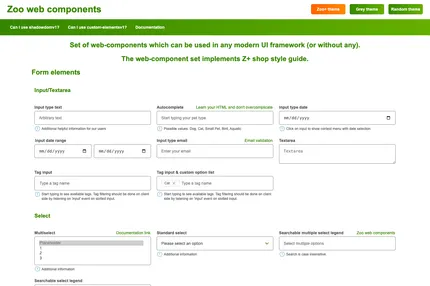 Zoo web components
Zoo+ theme
Grey theme
Random theme
Can I use shadowdomv1?
Can I use custom-elementsv1?
Documentation
Set of web-components which can be used in any modern UI framework (or without any).
The web-component set implements Z+ shop style guide.
Form elements
Input/Textarea
Input type text
Autocomplete
Learn your HTML and don't overcomplicate
Input type date
Arbitrary text
Start typing your pet type
mm/dd/yyyy
Additional helpful information for our users
Possible values: Dog, Cat, Small Pet, Bird, Aquatic
Click on input to show context menu with date selection
Input date range
Input type email
Email validation
Textarea
mm/dd/yyyy
mm/dd/yyyy
Enter your email
Textarea
Tag input
Tag input & custom option list
Type a tag name
Cat
Type a tag name
Start typing to see available tags. Tag filtering should be done on client
side by listening on 'input' event on slotted input.
Start typing to see available tags. Tag filtering should be done on client
side by listening on 'input' event on slotted input.
Select
Multiselect
Documentation link
Standard select
Searchable multiple select legend
Zoo web components
Placeholder
1
2
3
Please select an option
Select multiple options
Additional information
Additional information
Search is case insensitive
Searchable select legend